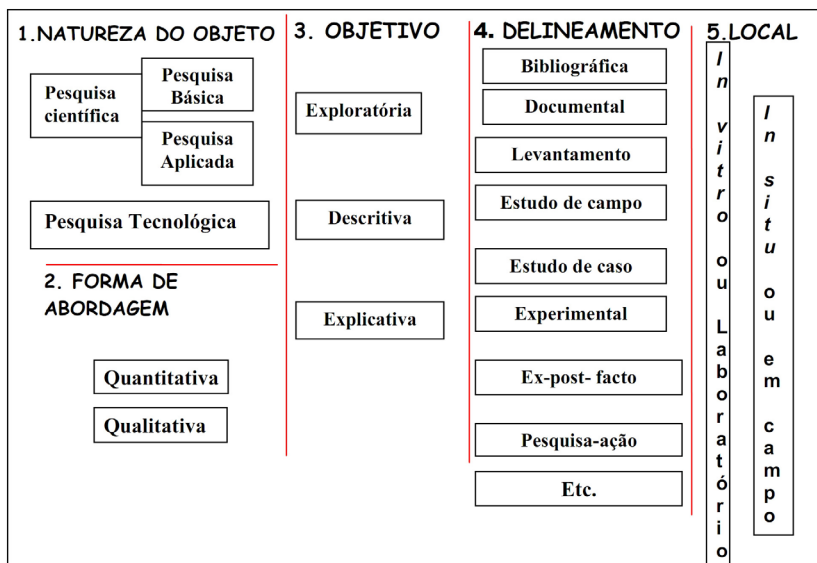 1.NATUREZA DO OBJETO
Pesquisa
científica
Pesquisa
Básica
Pesquisa
Aplicada
Pesquisa Tecnológica
2. FORMA DE
ABORDAGEM
Quantitativa
Qualitativa
3. OBJETIVO
Exploratória
Descritiva
Explicativa
4. DELINEAMENTO
Bibliográfica
Documental
Levantamento
Estudo de campo
Estudo de caso
Experimental
Ex-post- facto
Pesquisa-ação
Etc.
5.LOCAL
In vitro ou Laboratório
In situ ou em campo